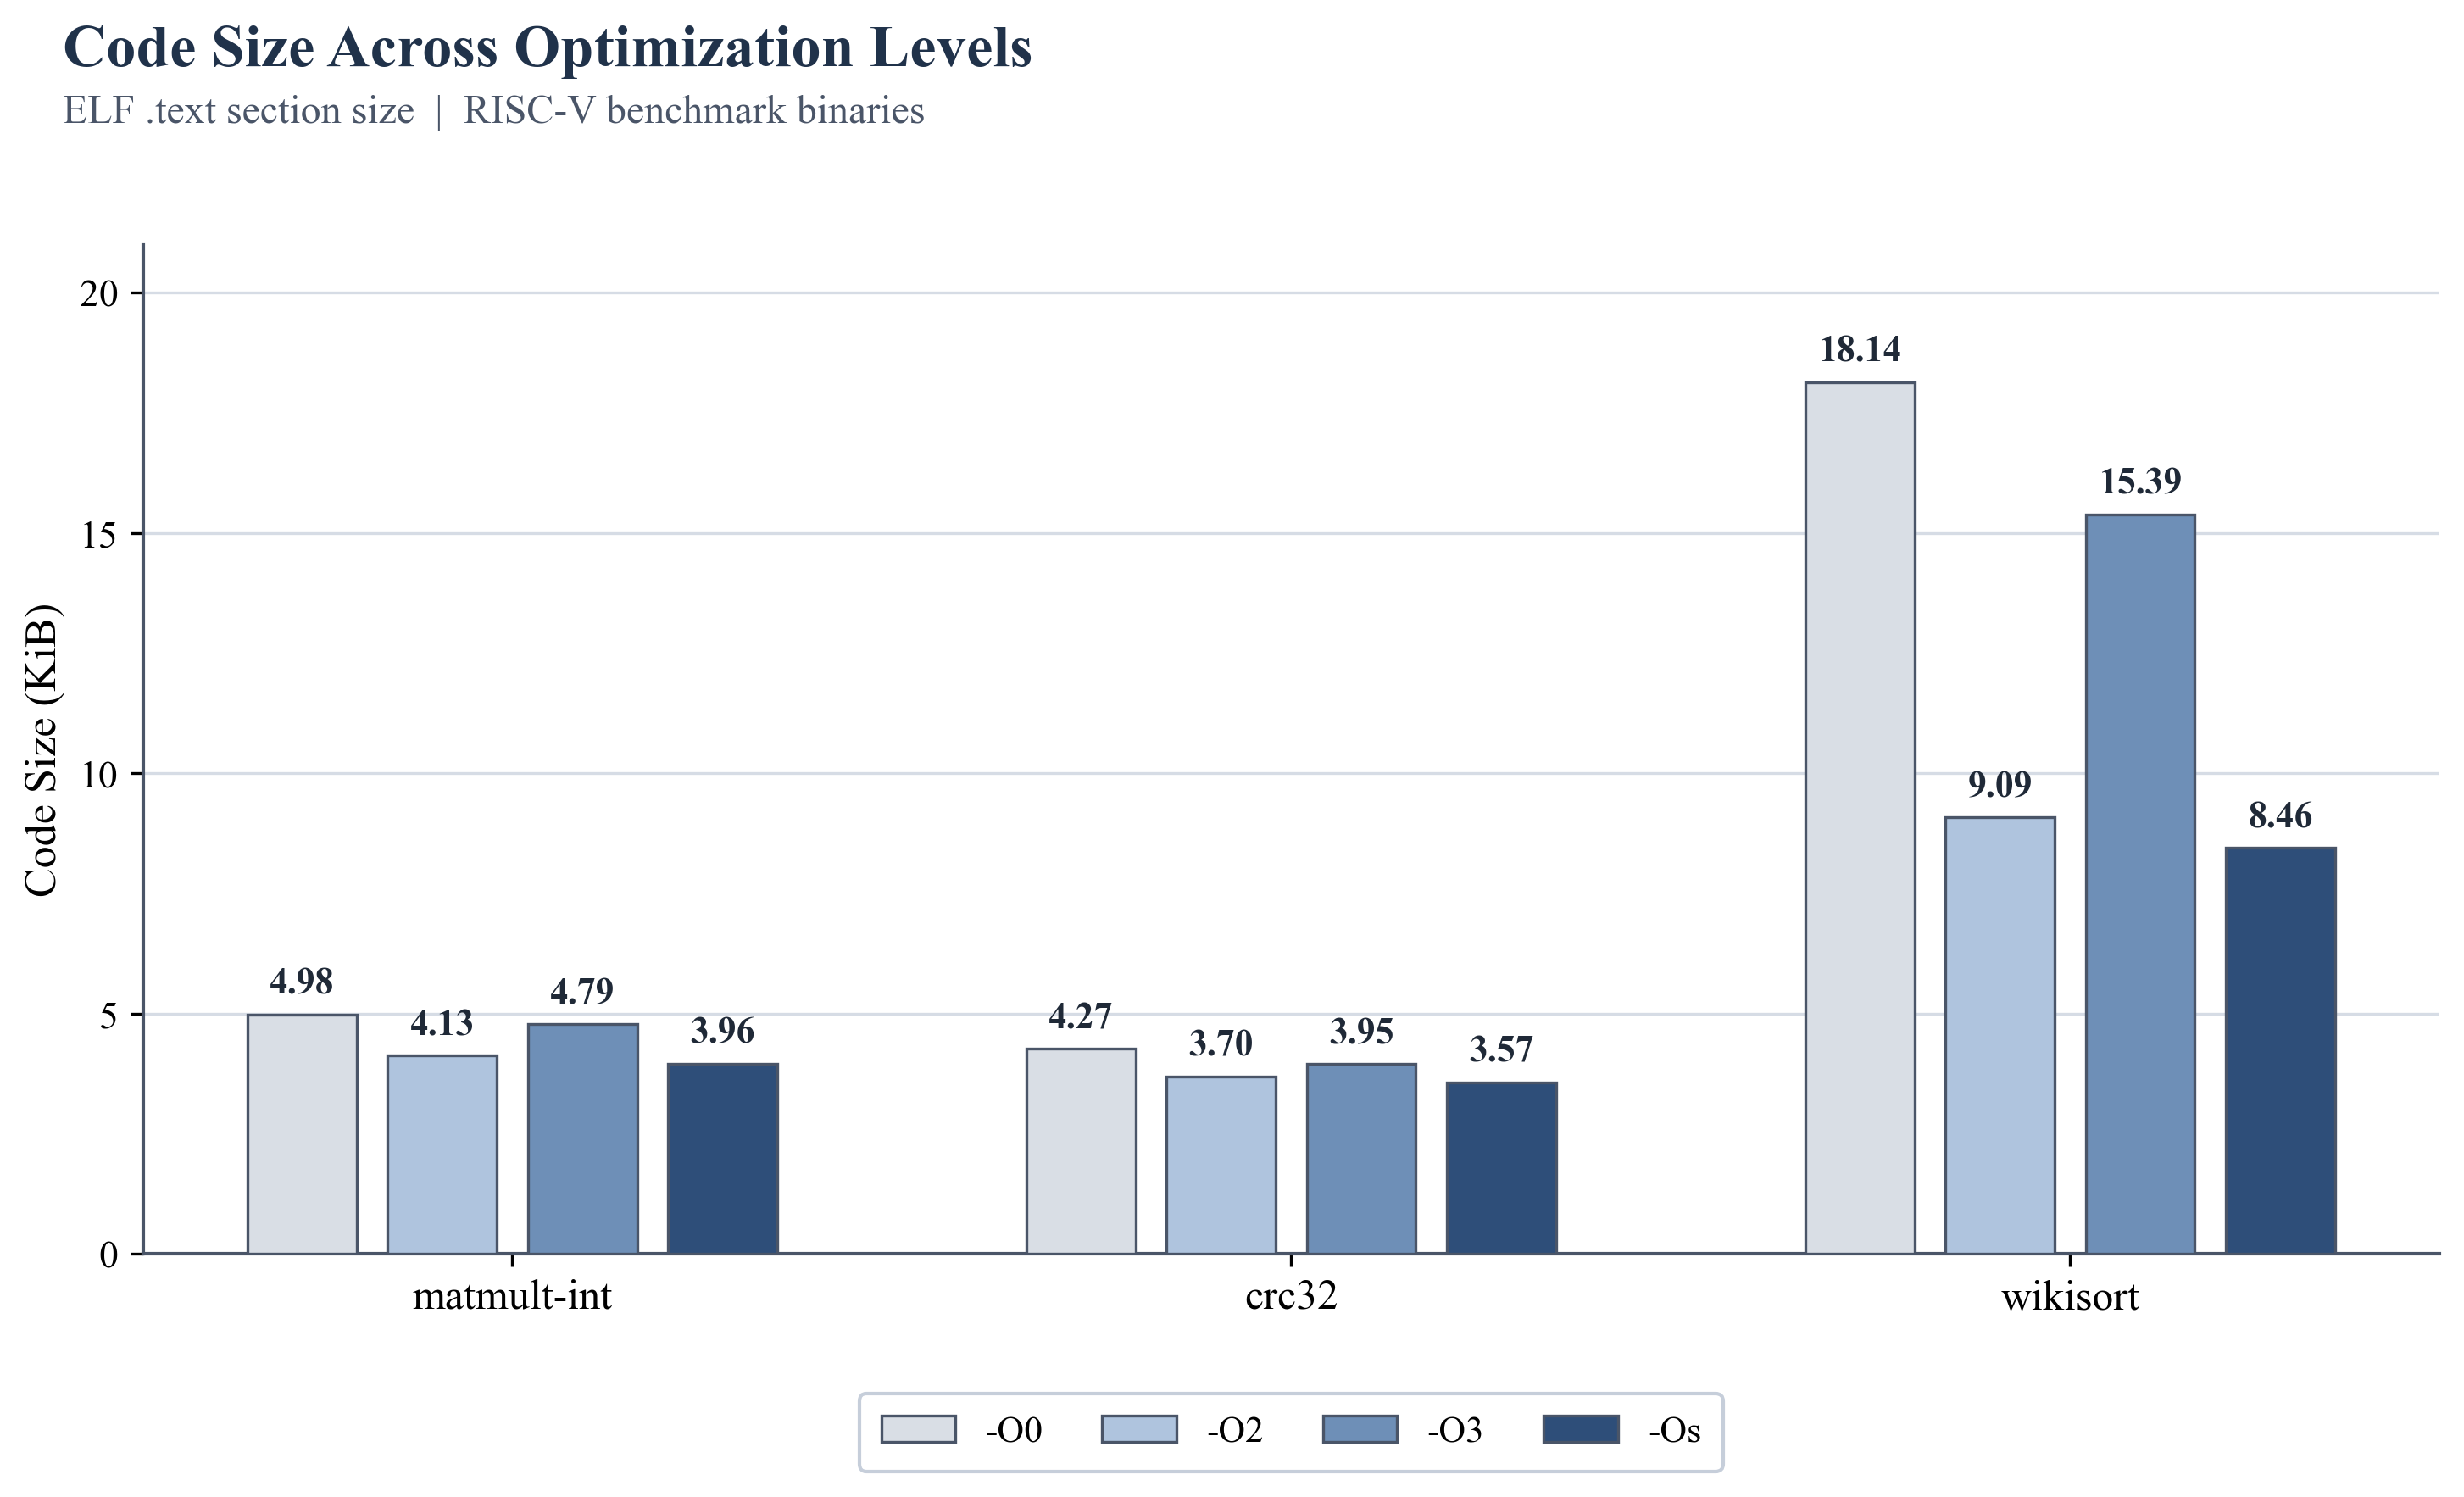 Code Size Across Optimization Levels
ELF .text section size | RISC-V benchmark binaries
Code Size (KiB)
20
15
10
5
0
4.98
4.13
4.79
3.96
4.27
3.70
3.95
3.57
18.14
9.09
15.39
8.46
matmult-int
crc32
wikisort
-O0
-O2
-O3
-Os